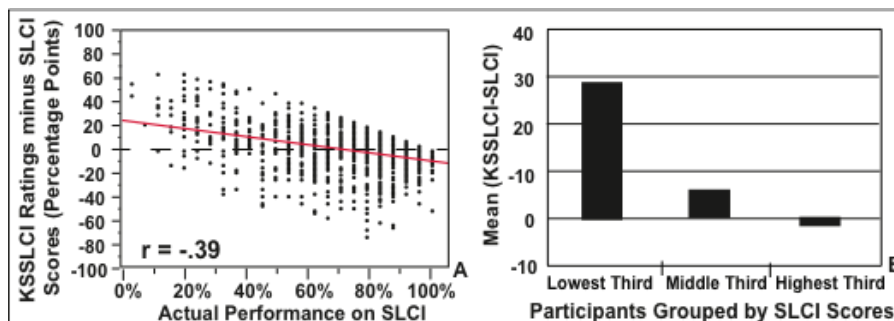 KSSLCI Ratings minus SLCI
Scores (Percentage Points)
100
80
60
40
20
0
-20
-40
-60
-80
-100
r = -.39
A
0% 20% 40% 60% 80% 100%
Actual Performance on SLCI
Mean (KSSLCI-SLCI)
40
30
-10
0
-10
Lowest Third Middle Third Highest Third
Participants Grouped by SLCI Scores